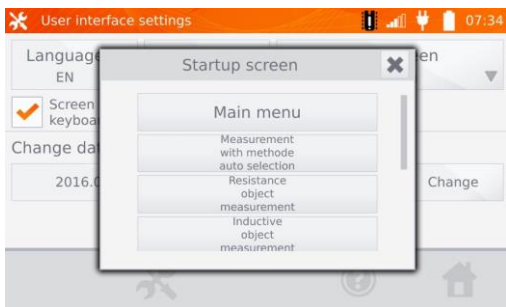 User interface settings
07:34
Language
EN
een
Screen
keyboa
Change da
2016.0
Change
Startup screen
Main menu
Measurement
with methode
auto selection
Resistance
object
measurement
Inductive
object
measurement